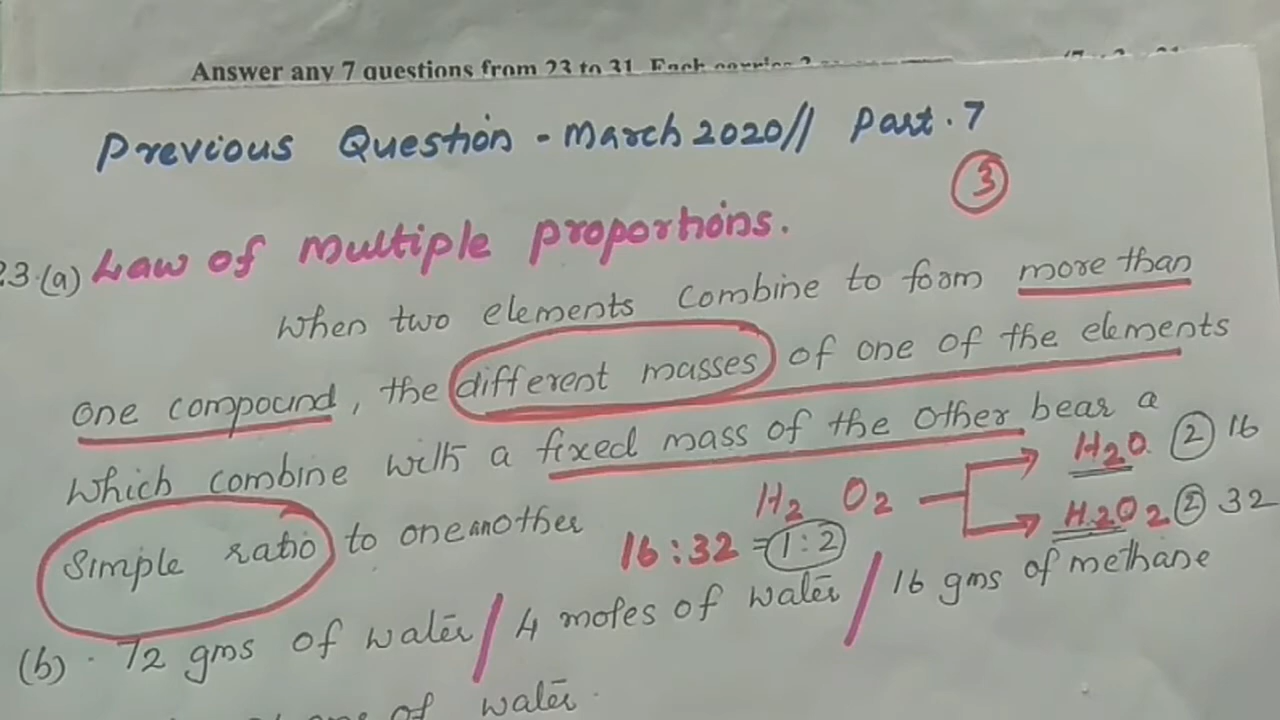 Answer any 7 questions from 23 to 31. Each carries
Previous Question - March 2020// Part. 7
3
23.(a) Law of Multiple proportions.
When two elements combine to form more than
one compound, the different masses of one of the elements
which combine with a fixed mass of the other bear a
simple ratio to one another
H2 O2
H2O. 2 16
H2O2 2 32
16:32 = 1:2
(b). 72 gms of water / 4 moles of water / 16 gms of methane
of water.